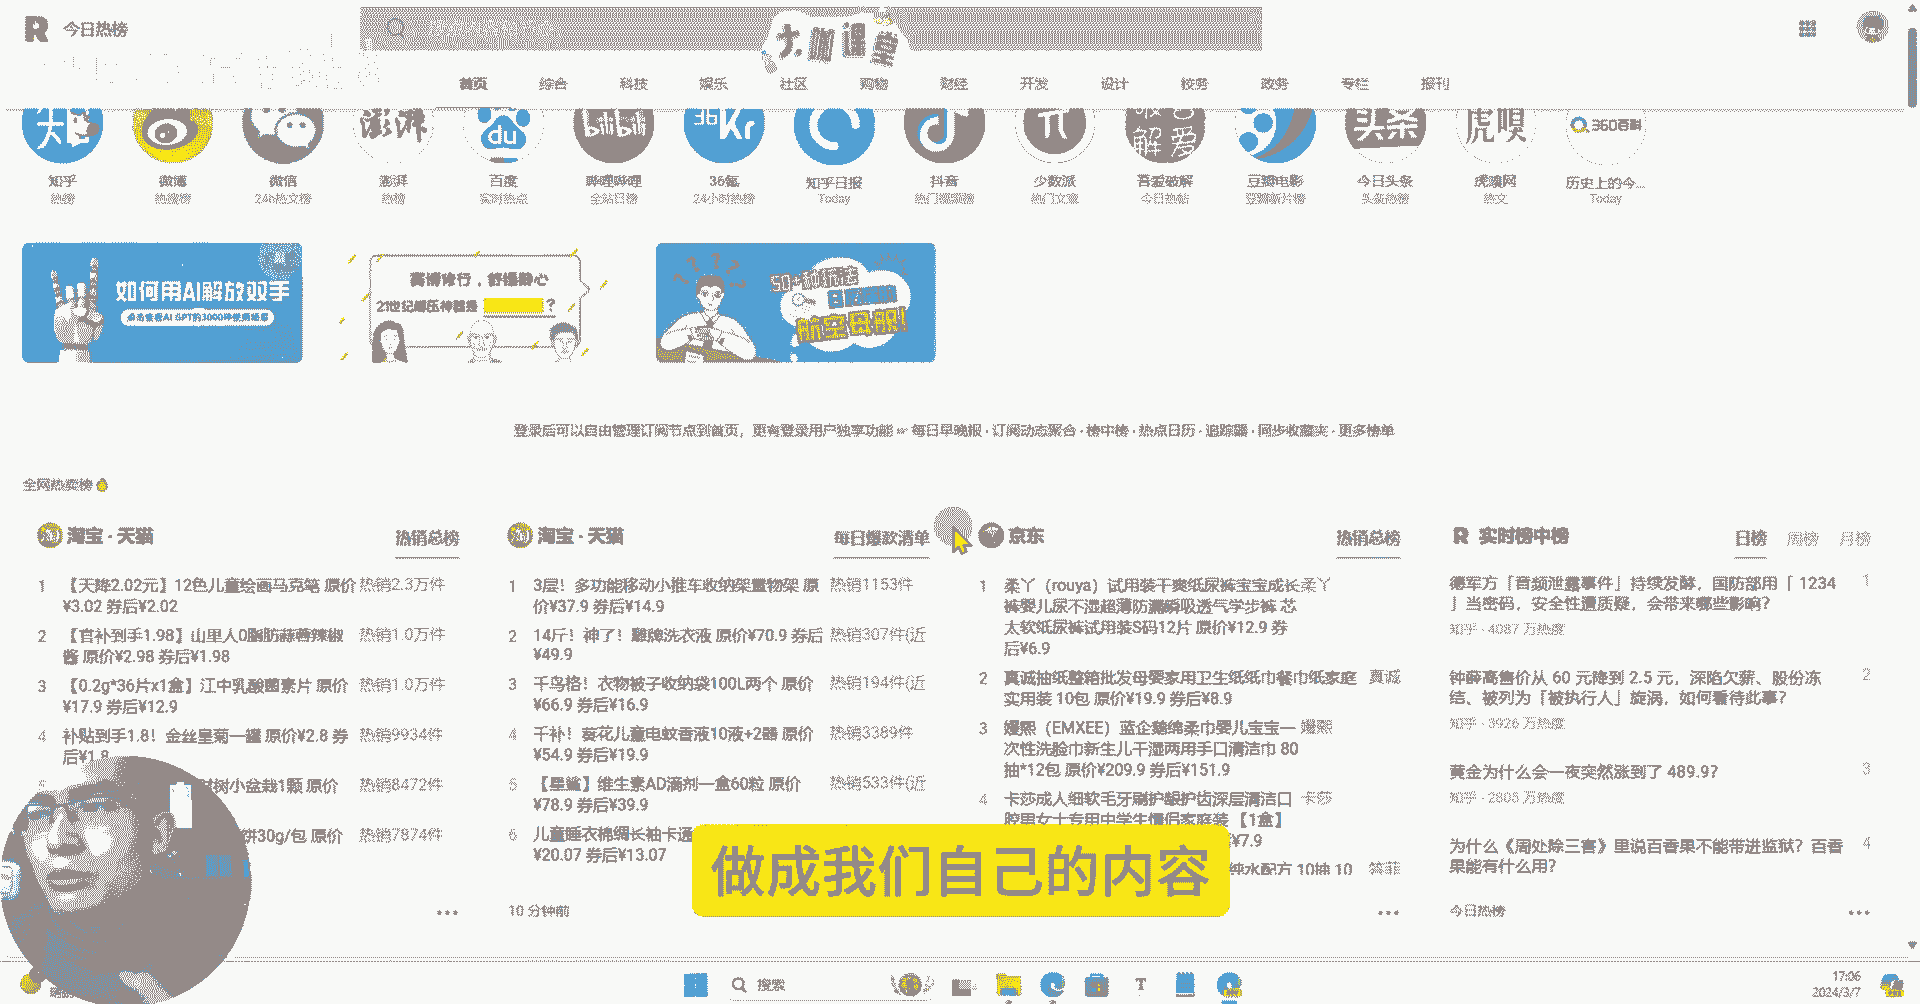 今日热榜
大咖课堂
首页 综合 科技 娱乐 社区 购物 财经 开发 设计 校务 政务 专栏 报刊
知乎 微博 微信 澎湃 百度 哔哩哔哩 36氪 知乎日报 抖音 少数派 吾爱破解 豆瓣电影 今日头条 虎嗅网 历史上的今...
热榜 热搜榜 24h热文榜 热榜 实时热点 全站日榜 24小时热榜 Today 热门视频榜 热门文章 今日热帖 豆瓣新片榜 头条热榜 热文 Today
如何用AI解放双手
点击查看AI GPT的3000种使用场景
赛博修行，舒缓静心
21世纪解压神器是 ?
航空母舰！
登录后可以自由管理订阅节点到首页，更有登录用户独享功能 ☞ 每日早晚报 · 订阅动态聚合 · 榜中榜 · 热点日历 · 追踪器 · 同步收藏夹 · 更多榜单
全网热卖榜
淘宝 · 天猫 热销总榜
1 【天降2.02元】12色儿童绘画马克笔 原价 热销2.3万件
¥3.02 券后¥2.02
2 【官补到手1.98】山里人0脂肪蒜蓉辣椒 热销1.0万件
酱 原价¥2.98 券后¥1.98
3 【0.2g*36片x1盒】江中乳酸菌素片 原价 热销1.0万件
¥17.9 券后¥12.9
4 补贴到手1.8！金丝皇菊一罐 原价¥2.8 券 热销9934件
后¥1.8
5 树小盆栽1颗 原价 热销8472件
饼30g/包 原价 热销7874件
淘宝 · 天猫 每日爆款清单
1 3层！多功能移动小推车收纳架置物架 原 热销1153件
价¥37.9 券后¥14.9
2 14斤！神了！雕牌洗衣液 原价¥70.9 券后 热销307件(近
¥49.9
3 千鸟格！衣物被子收纳袋100L两个 原价 热销194件(近
¥66.9 券后¥16.9
4 千补！葵花儿童电蚊香液10液+2器 原价 热销3389件
¥54.9 券后¥19.9
5 【星鲨】维生素AD滴剂一盒60粒 原价 热销533件(近
¥78.9 券后¥39.9
6 儿童睡衣棉绸长袖卡通
¥20.07 券后¥13.07
10 分钟前
京东 热销总榜
1 柔丫（rouya）试用装干爽纸尿裤宝宝成长 柔丫
裤婴儿尿不湿超薄防漏瞬吸透气学步裤 芯
太软纸尿裤试用装S码12片 原价¥12.9 券
后¥6.9
2 真诚抽纸整箱批发母婴家用卫生纸纸巾餐巾纸家庭 真诚
实用装 10包 原价¥19.9 券后¥8.9
3 嫚熙（EMXEE）蓝企鹅绵柔巾婴儿宝宝一 嫚熙
次性洗脸巾新生儿干湿两用手口清洁巾 80
抽*12包 原价¥209.9 券后¥151.9
4 卡莎成人细软毛牙刷护龈护齿深层清洁口 卡莎
腔男女士专用中学生情侣家庭装 【1盒】
¥7.9
纯水配方 10抽 10
实时榜中榜 日榜 周榜 月榜
德军方「音频泄露事件」持续发酵，国防部用「 1234 1
」当密码，安全性遭质疑，会带来哪些影响？
知乎 · 4087 万热度
钟薛高售价从 60 元降到 2.5 元，深陷欠薪、股份冻 2
结、被列为「被执行人」旋涡，如何看待此事？
知乎 · 3926 万热度
黄金为什么会一夜突然涨到了 489.9？ 3
知乎 · 2805 万热度
为什么《周处除三害》里说百香果不能带进监狱？百香 4
果能有什么用？
今日热榜
做成我们自己的内容
搜索
17:06
2024/3/7